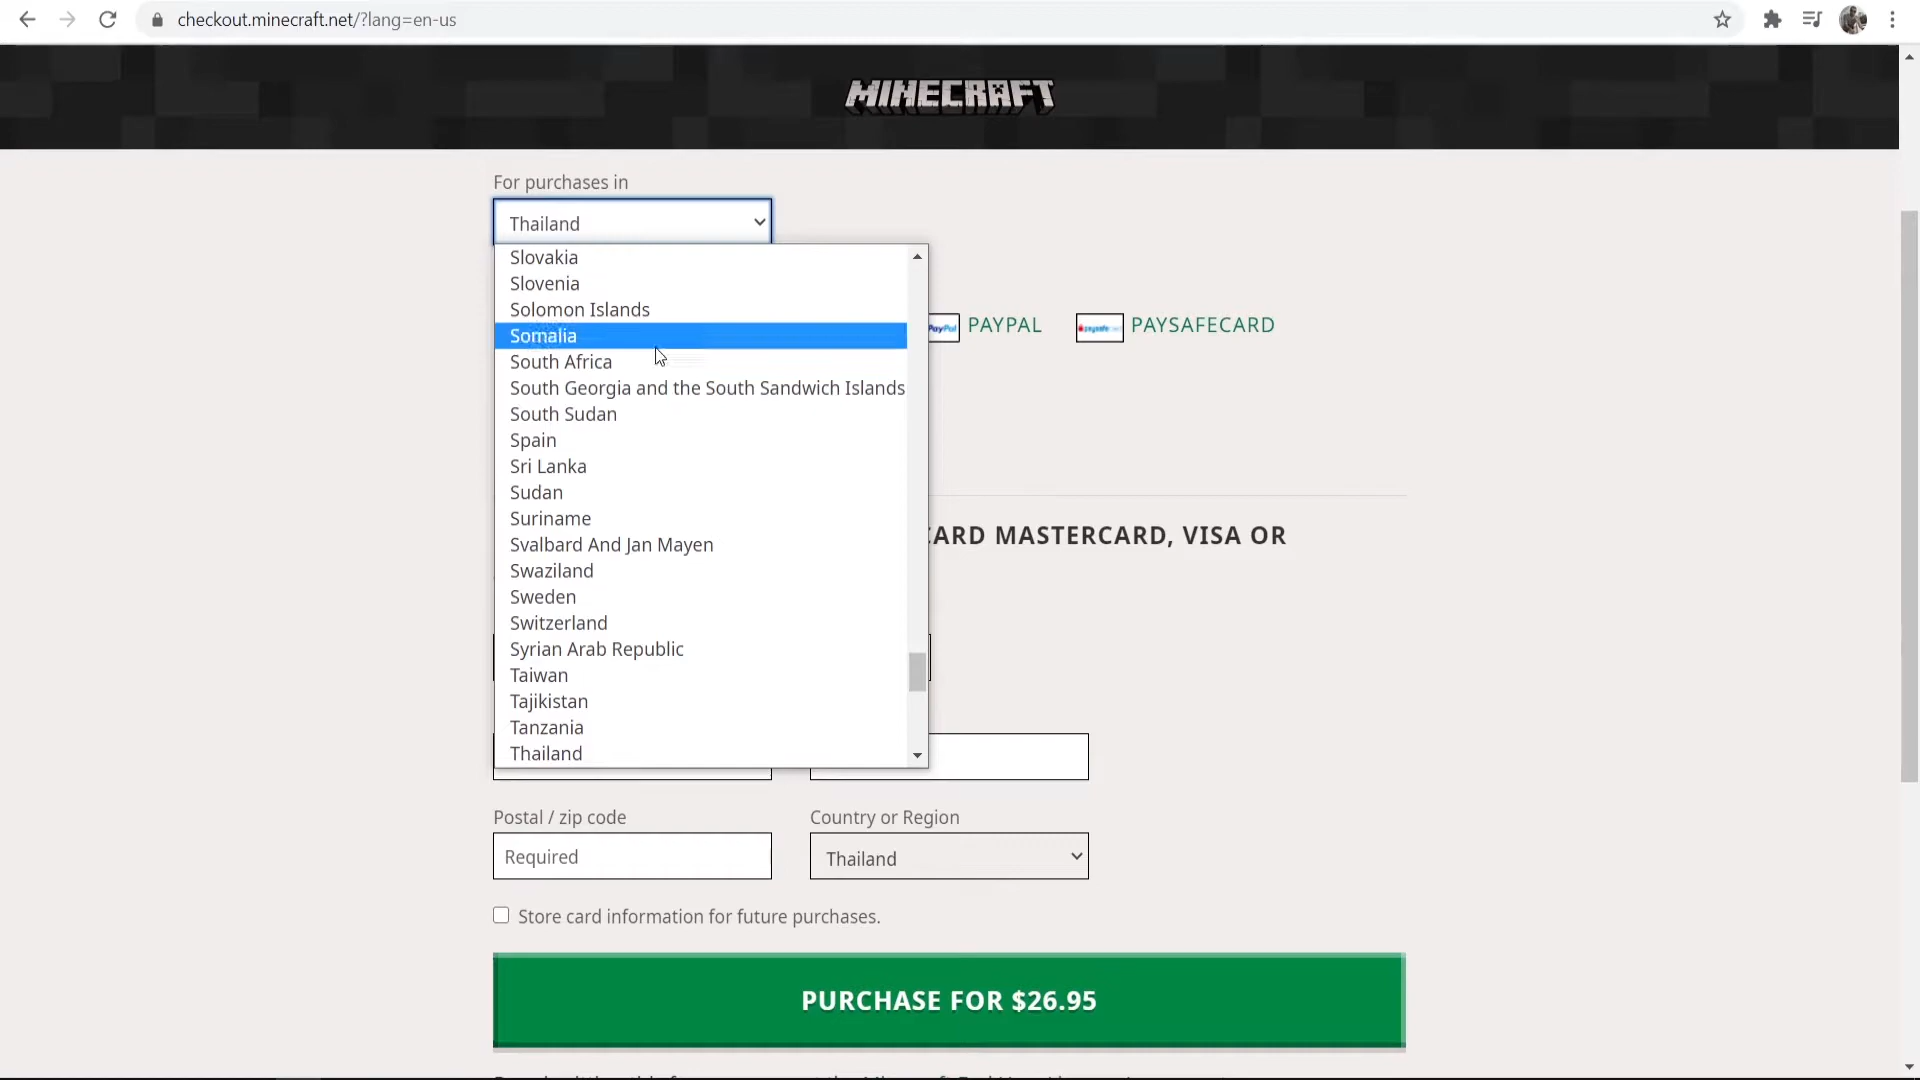 checkout.minecraft.net/?lang=en-us
MINECRAFT
For purchases in
Thailand
Slovakia
Slovenia
Solomon Islands
Somalia
South Africa
South Georgia and the South Sandwich Islands
South Sudan
Spain
Sri Lanka
Sudan
Suriname
Svalbard And Jan Mayen
Swaziland
Sweden
Switzerland
Syrian Arab Republic
Taiwan
Tajikistan
Tanzania
Thailand
PayPal PAYPAL paysafe PAYSAFECARD
CARD MASTERCARD, VISA OR
Postal / zip code Country or Region
Required Thailand
Store card information for future purchases.
PURCHASE FOR $26.95